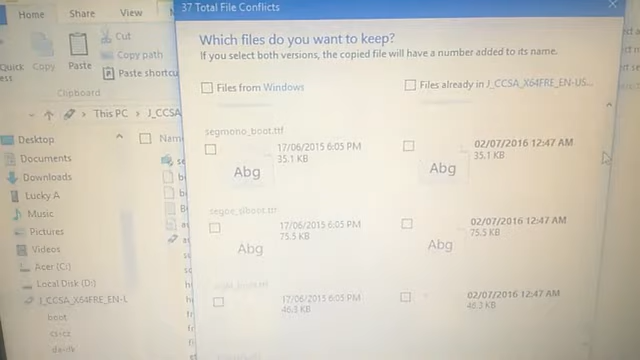 37 Total File Conflicts
Home Share View
Which files do you want to keep?
If you select both versions, the copied file will have a number added to its name.
Cut
Copy path
Paste shortcu
Quick
Copy
Paste
Clipboard
Files from Windows
Files already in J_CCSA_X64FRE_EN-US...
This PC > J_CCSA
segmono_boot.ttf
17/06/2015 6:05 PM
35.1 KB
02/07/2016 12:47 AM
35.1 KB
Abg
Abg
segoe_slboot.ttf
17/06/2015 6:05 PM
75.5 KB
02/07/2016 12:47 AM
75.5 KB
Abg
Abg
17/06/2015 6:05 PM
46.3 KB
02/07/2016 12:47 AM
46.3 KB
Desktop
Documents
Downloads
Lucky A
Music
Pictures
Videos
Acer (C:)
Local Disk (D:)
J_CCSA_X64FRE_EN-U
boot
cs-cz
de-de